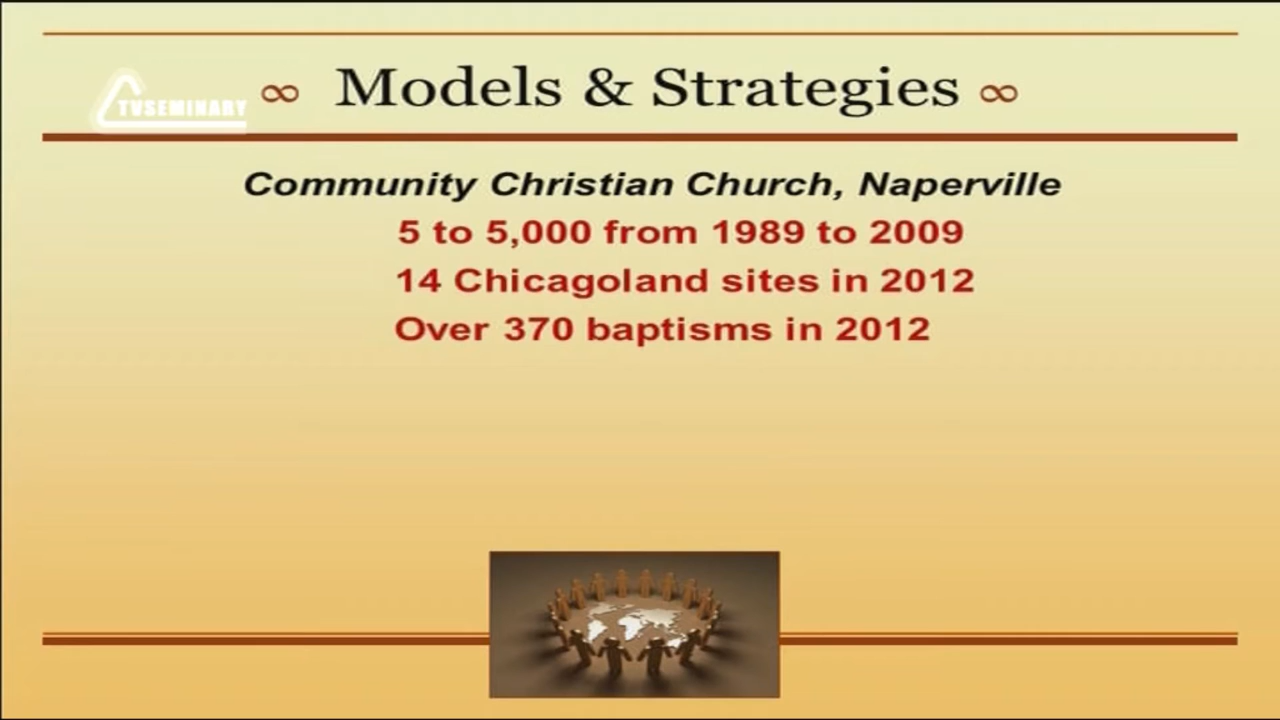 TVSEMINARY
∞ Models & Strategies ∞
Community Christian Church, Naperville
5 to 5,000 from 1989 to 2009
14 Chicagoland sites in 2012
Over 370 baptisms in 2012